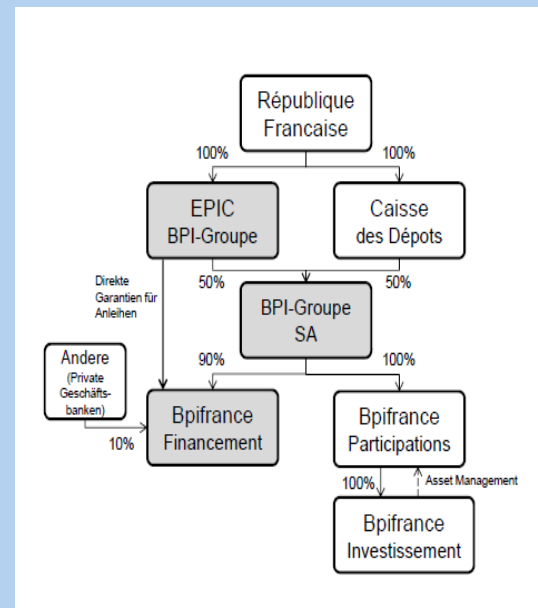 République
Francaise
100%
100%
EPIC
BPI-Groupe
Caisse
des Dépots
Direkte
Garantien für
Anleihen
50%
50%
BPI-Groupe
SA
90%
100%
Andere
(Private
Geschäfts-
banken)
10%
Bpifrance
Financement
Bpifrance
Participations
100%
Asset Management
Bpifrance
Investissement